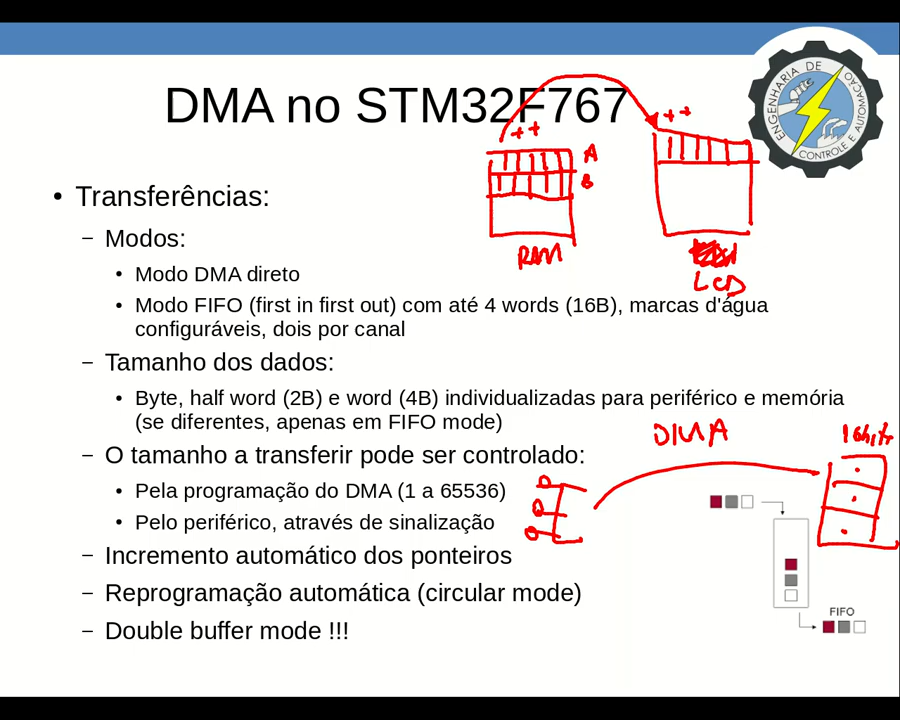 ENGENHARIA DE
CONTROLE E AUTOMAÇÃO
DMA no STM32F767
++
++
A
B
RAM
LCD
• Transferências:
– Modos:
• Modo DMA direto
• Modo FIFO (first in first out) com até 4 words (16B), marcas d'água
configuráveis, dois por canal
– Tamanho dos dados:
• Byte, half word (2B) e word (4B) individualizadas para periférico e memória
(se diferentes, apenas em FIFO mode)
DMA
16bits
– O tamanho a transferir pode ser controlado:
• Pela programação do DMA (1 a 65536)
• Pelo periférico, através de sinalização
– Incremento automático dos ponteiros
– Reprogramação automática (circular mode)
– Double buffer mode !!!
FIFO